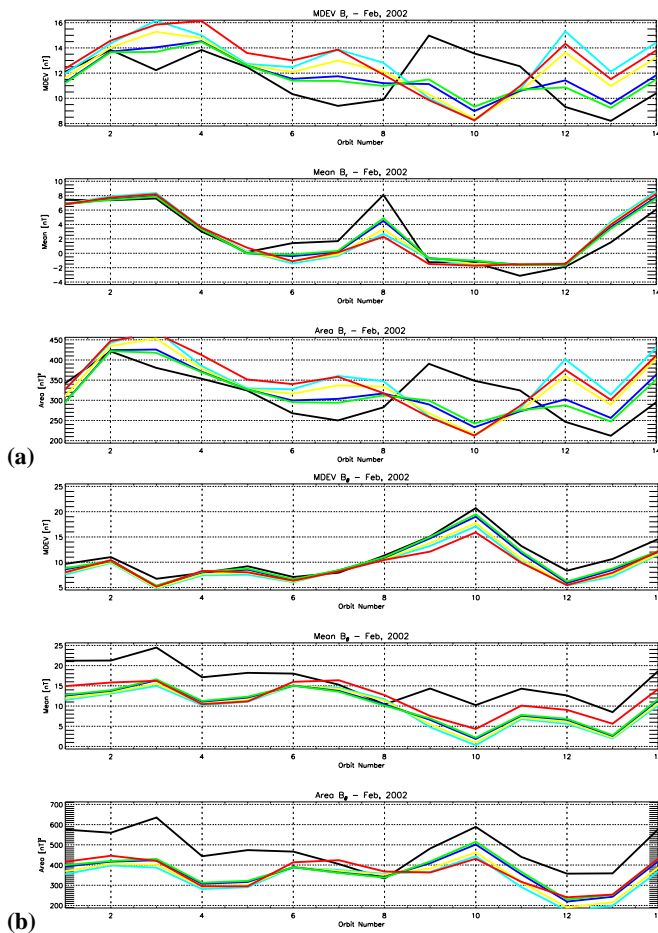 MDEV Bᵣ – Feb, 2002
MDEV [nT]
16
14
12
10
8
2 4 6 8 10 12 14
Orbit Number
Mean Bᵣ – Feb, 2002
Mean [nT]
10
8
6
4
2
0
−2
−4
2 4 6 8 10 12 14
Orbit Number
Area Bᵣ – Feb, 2002
Area [nT]²
450
400
350
300
250
200
2 4 6 8 10 12 14
Orbit Number
(a)
MDEV B_θ – Feb, 2002
MDEV [nT]
25
20
15
10
5
2 4 6 8 10 12 1
Orbit Number
Mean B_θ – Feb, 2002
Mean [nT]
25
20
15
10
5
0
2 4 6 8 10 12 14
Orbit Number
Area B_θ – Feb, 2002
Area [nT]²
700
600
500
400
300
200
2 4 6 8 10 12 14
Orbit Number
(b)